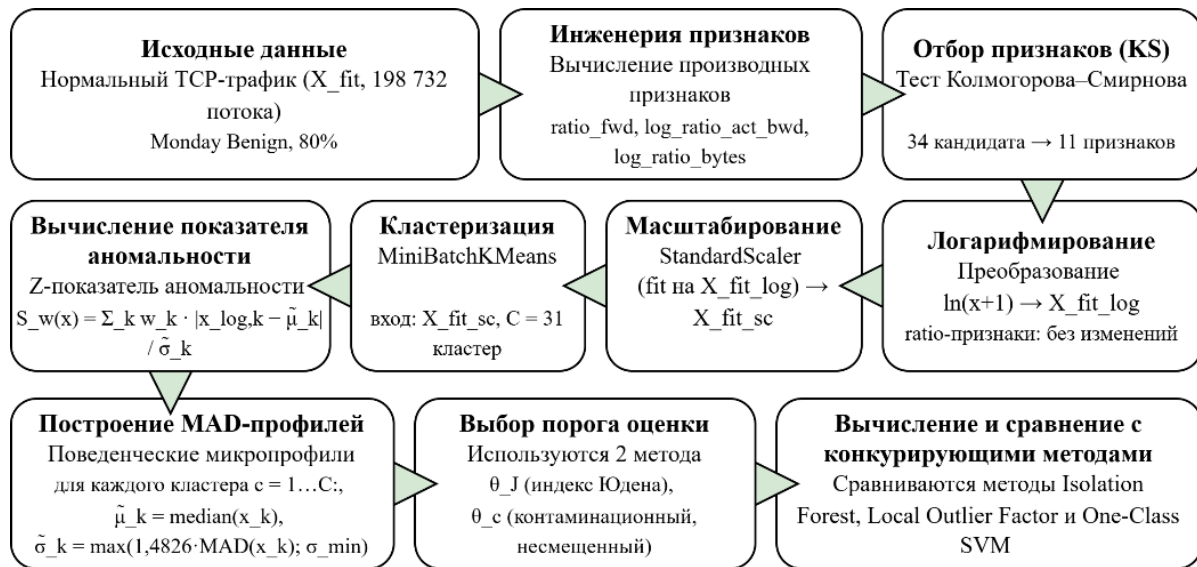 Исходные данные
Нормальный TCP-трафик (X_fit, 198 732
потока)
Monday Benign, 80%
Инженерия признаков
Вычисление производных
признаков
ratio_fwd, log_ratio_act_bwd,
log_ratio_bytes
Отбор признаков (KS)
Тест Колмогорова–Смирнова
34 кандидата → 11 признаков
Логарифмирование
Преобразование
ln(x+1) → X_fit_log
ratio-признаки: без изменений
Масштабирование
StandardScaler
(fit на X_fit_log) →
X_fit_sc
Кластеризация
MiniBatchKMeans
вход: X_fit_sc, C = 31
кластер
Вычисление показателя
аномальности
Z-показатель аномальности
S_w(x) = Σ_k w_k · |x_log,k − μ̃_k|
/ σ̃_k
Построение MAD-профилей
Поведенческие микропрофили
для каждого кластера c = 1…C:,
μ̃_k = median(x_k),
σ̃_k = max(1,4826·MAD(x_k); σ_min)
Выбор порога оценки
Используются 2 метода
θ_J (индекс Юдена),
θ_c (контаминационный,
несмещенный)
Вычисление и сравнение с
конкурирующими методами
Сравниваются методы Isolation
Forest, Local Outlier Factor и One-Class
SVM